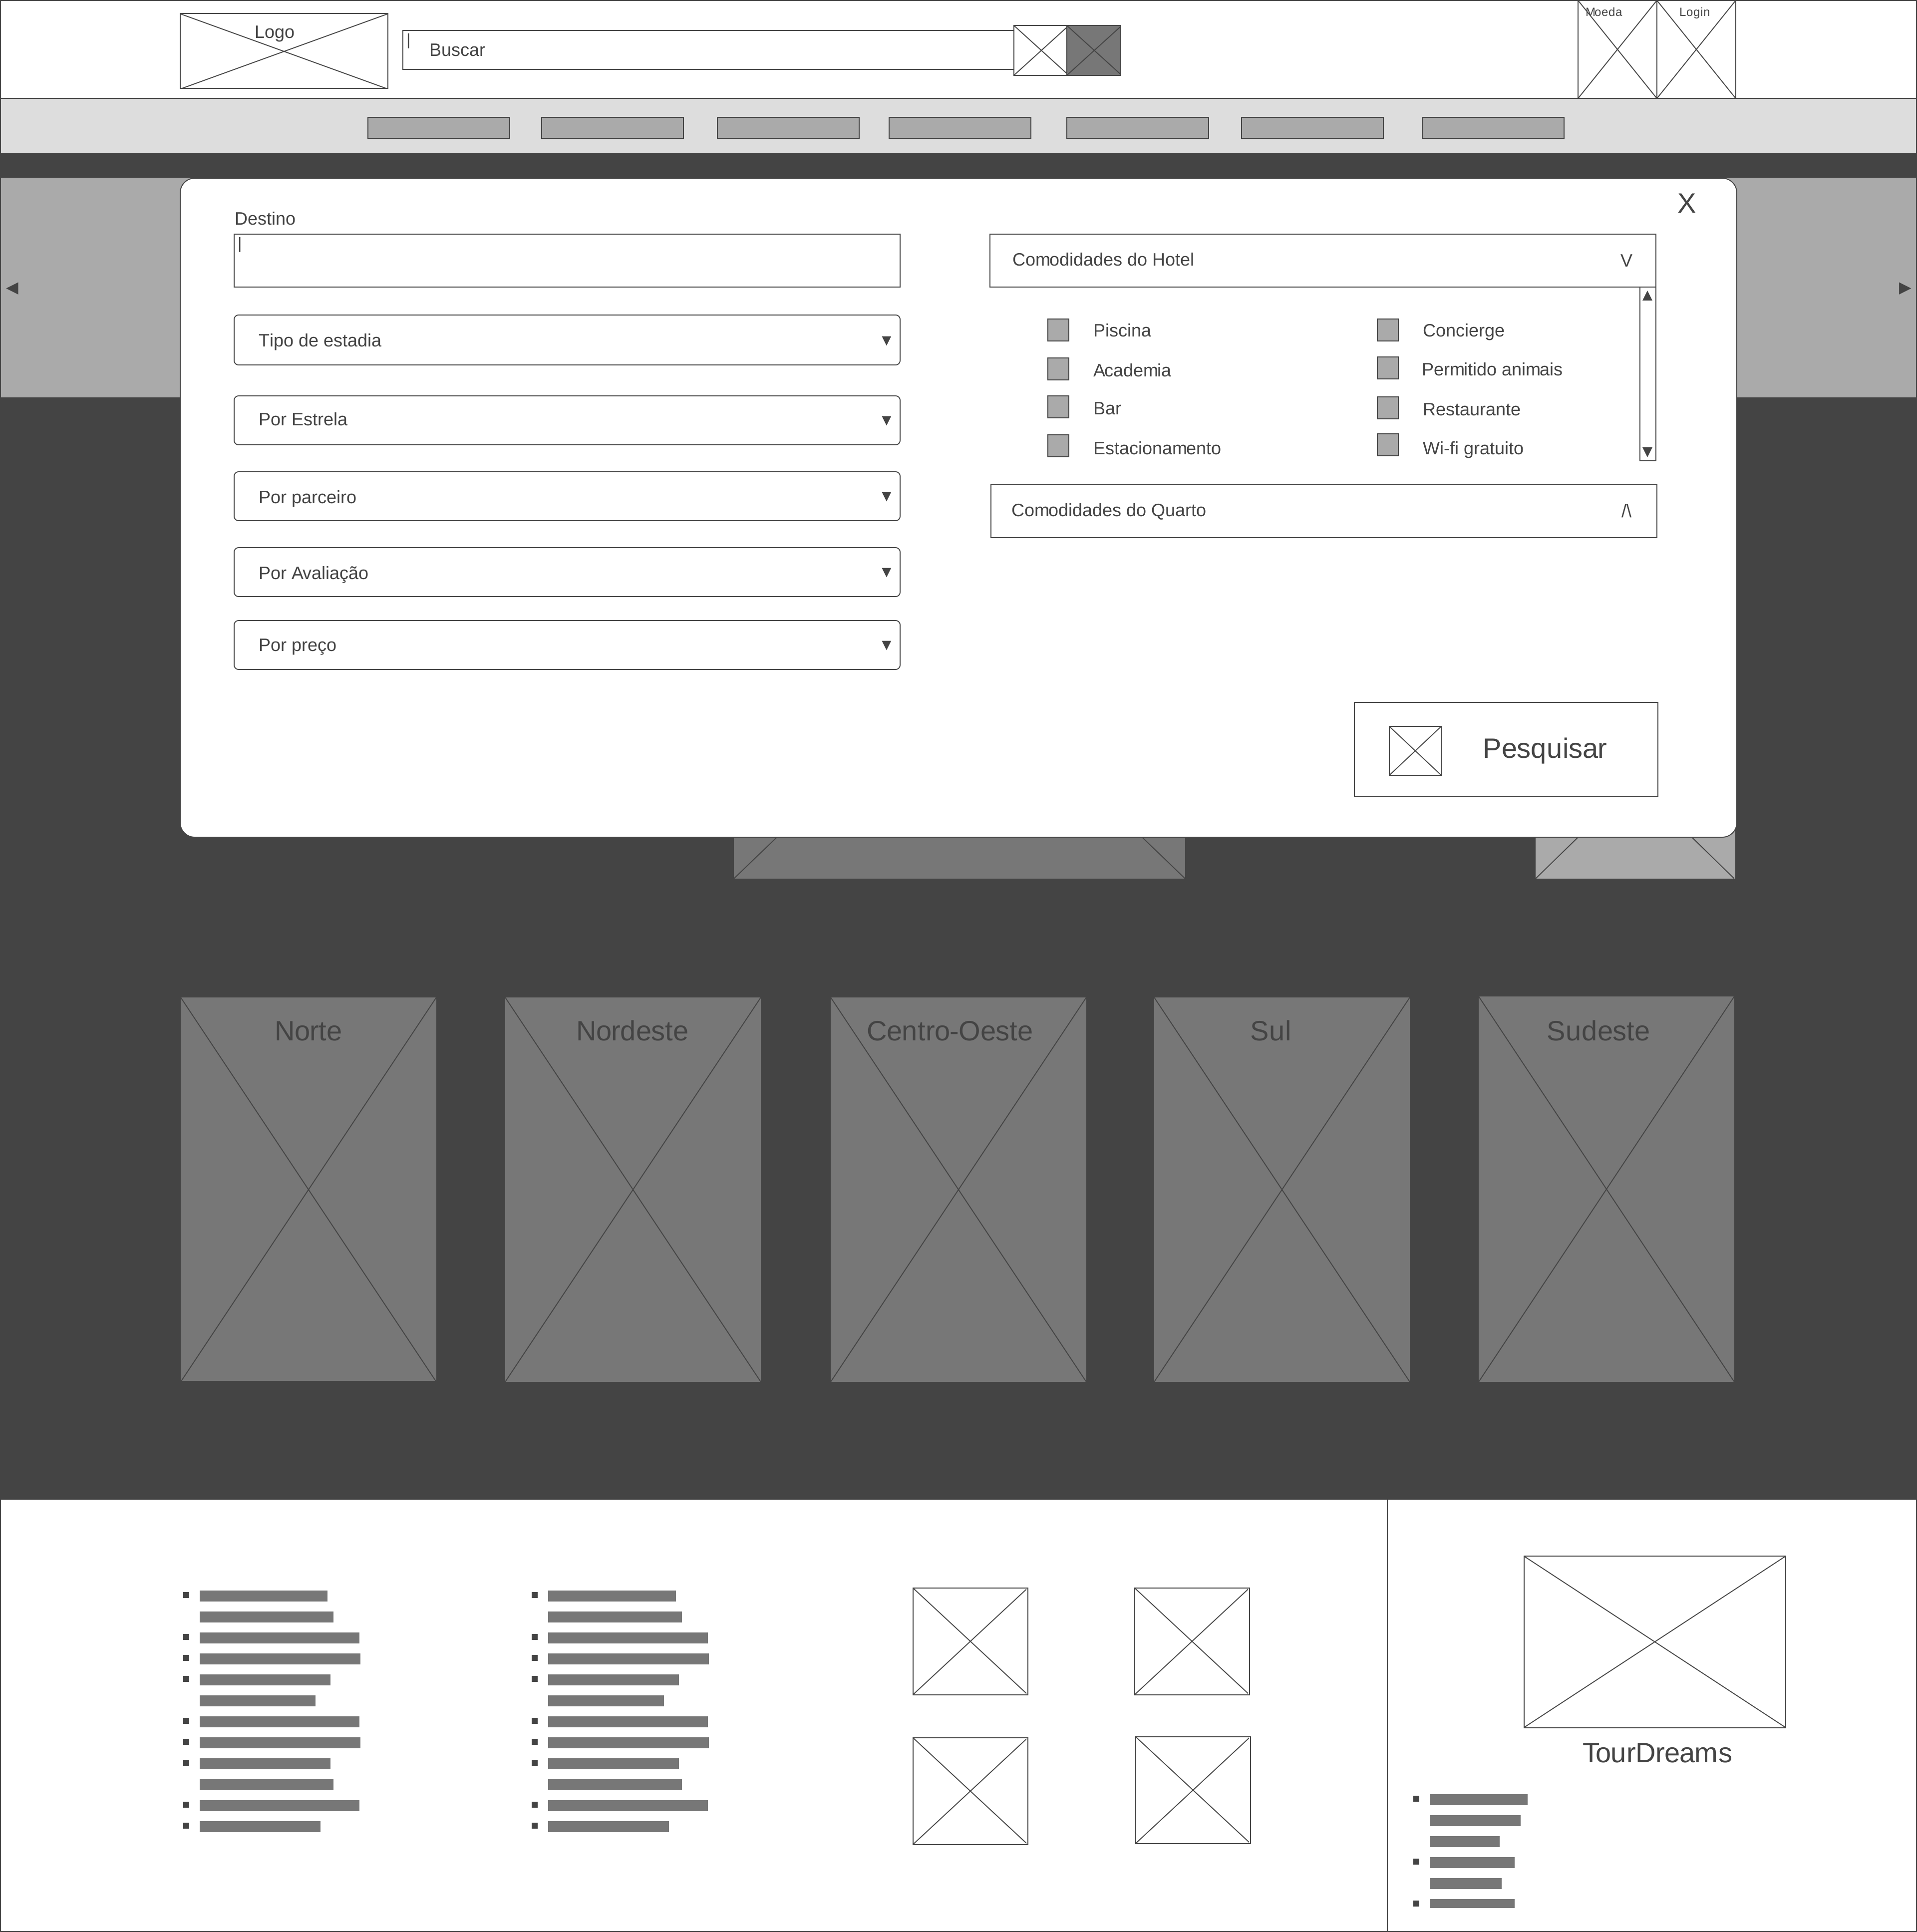 Logo
Buscar
Moeda
Login
X
Destino
Comodidades do Hotel V
Tipo de estadia
Piscina
Concierge
Academia
Permitido animais
Por Estrela
Bar
Restaurante
Estacionamento
Wi-fi gratuito
Por parceiro
Comodidades do Quarto /\
Por Avaliação
Por preço
Pesquisar
Norte
Nordeste
Centro-Oeste
Sul
Sudeste
TourDreams